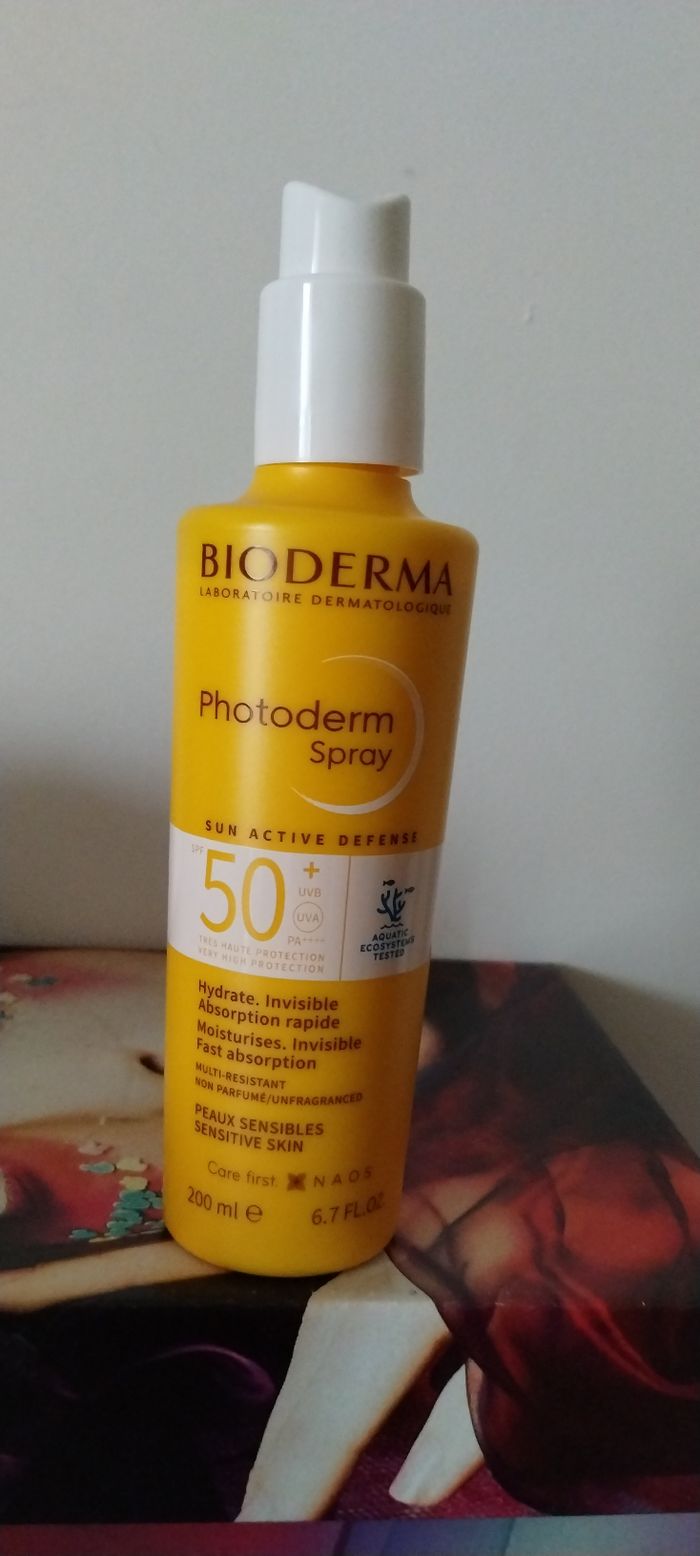 BIODERMA
LABORATOIRE DERMATOLOGIQUE
Photoderm
Spray
SUN ACTIVE DEFENSE
SPF 50+
UVB
UVA
PA++++
TRÈS HAUTE PROTECTION
VERY HIGH PROTECTION
AQUATIC
ECOSYSTEMS
TESTED
Hydrate. Invisible
Absorption rapide
Moisturises. Invisible
Fast absorption
MULTI-RESISTANT
NON PARFUMÉ/UNFRAGRANCED
PEAUX SENSIBLES
SENSITIVE SKIN
Care first. NAOS
200 ml e 6.7 FL.OZ.